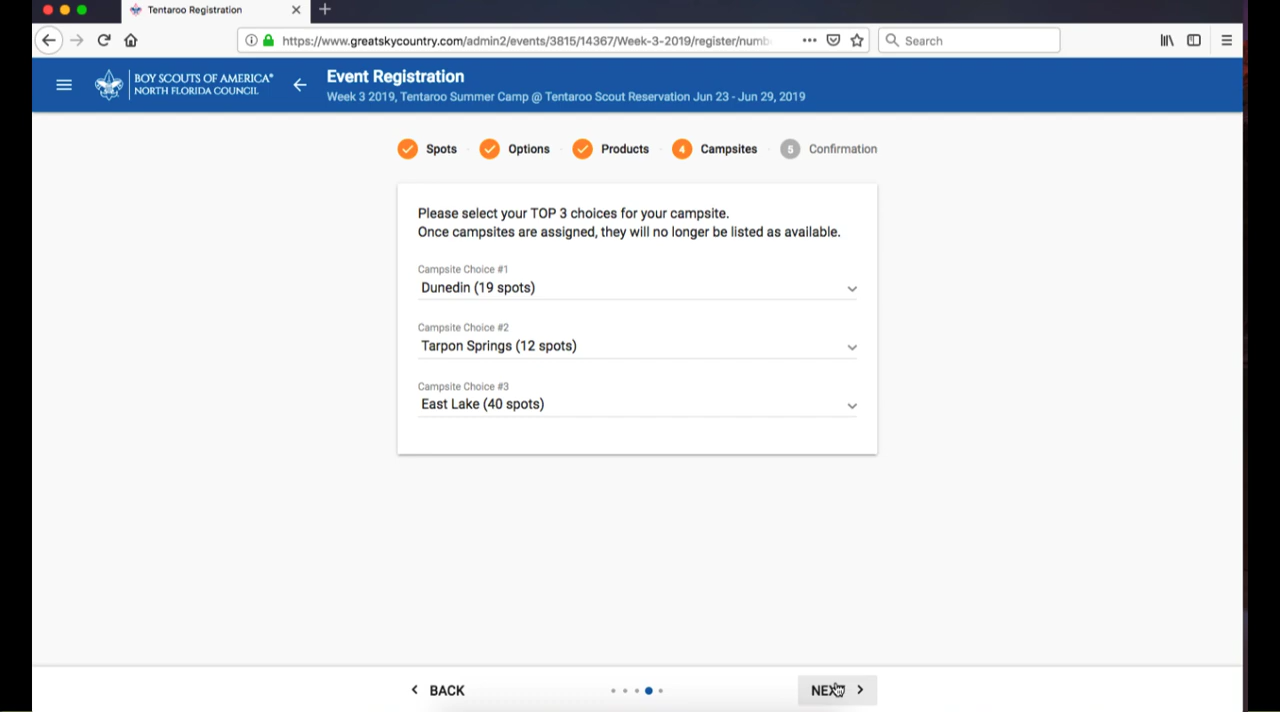 Tentaroo Registration
https://www.greatskycountry.com/admin2/events/3815/14367/Week-3-2019/register/numb
Search
BOY SCOUTS OF AMERICA®
NORTH FLORIDA COUNCIL
Event Registration
Week 3 2019, Tentaroo Summer Camp @ Tentaroo Scout Reservation Jun 23 - Jun 29, 2019
Spots Options Products 4 Campsites 5 Confirmation
Please select your TOP 3 choices for your campsite.
Once campsites are assigned, they will no longer be listed as available.
Campsite Choice #1
Dunedin (19 spots)
Campsite Choice #2
Tarpon Springs (12 spots)
Campsite Choice #3
East Lake (40 spots)
BACK
NEXT